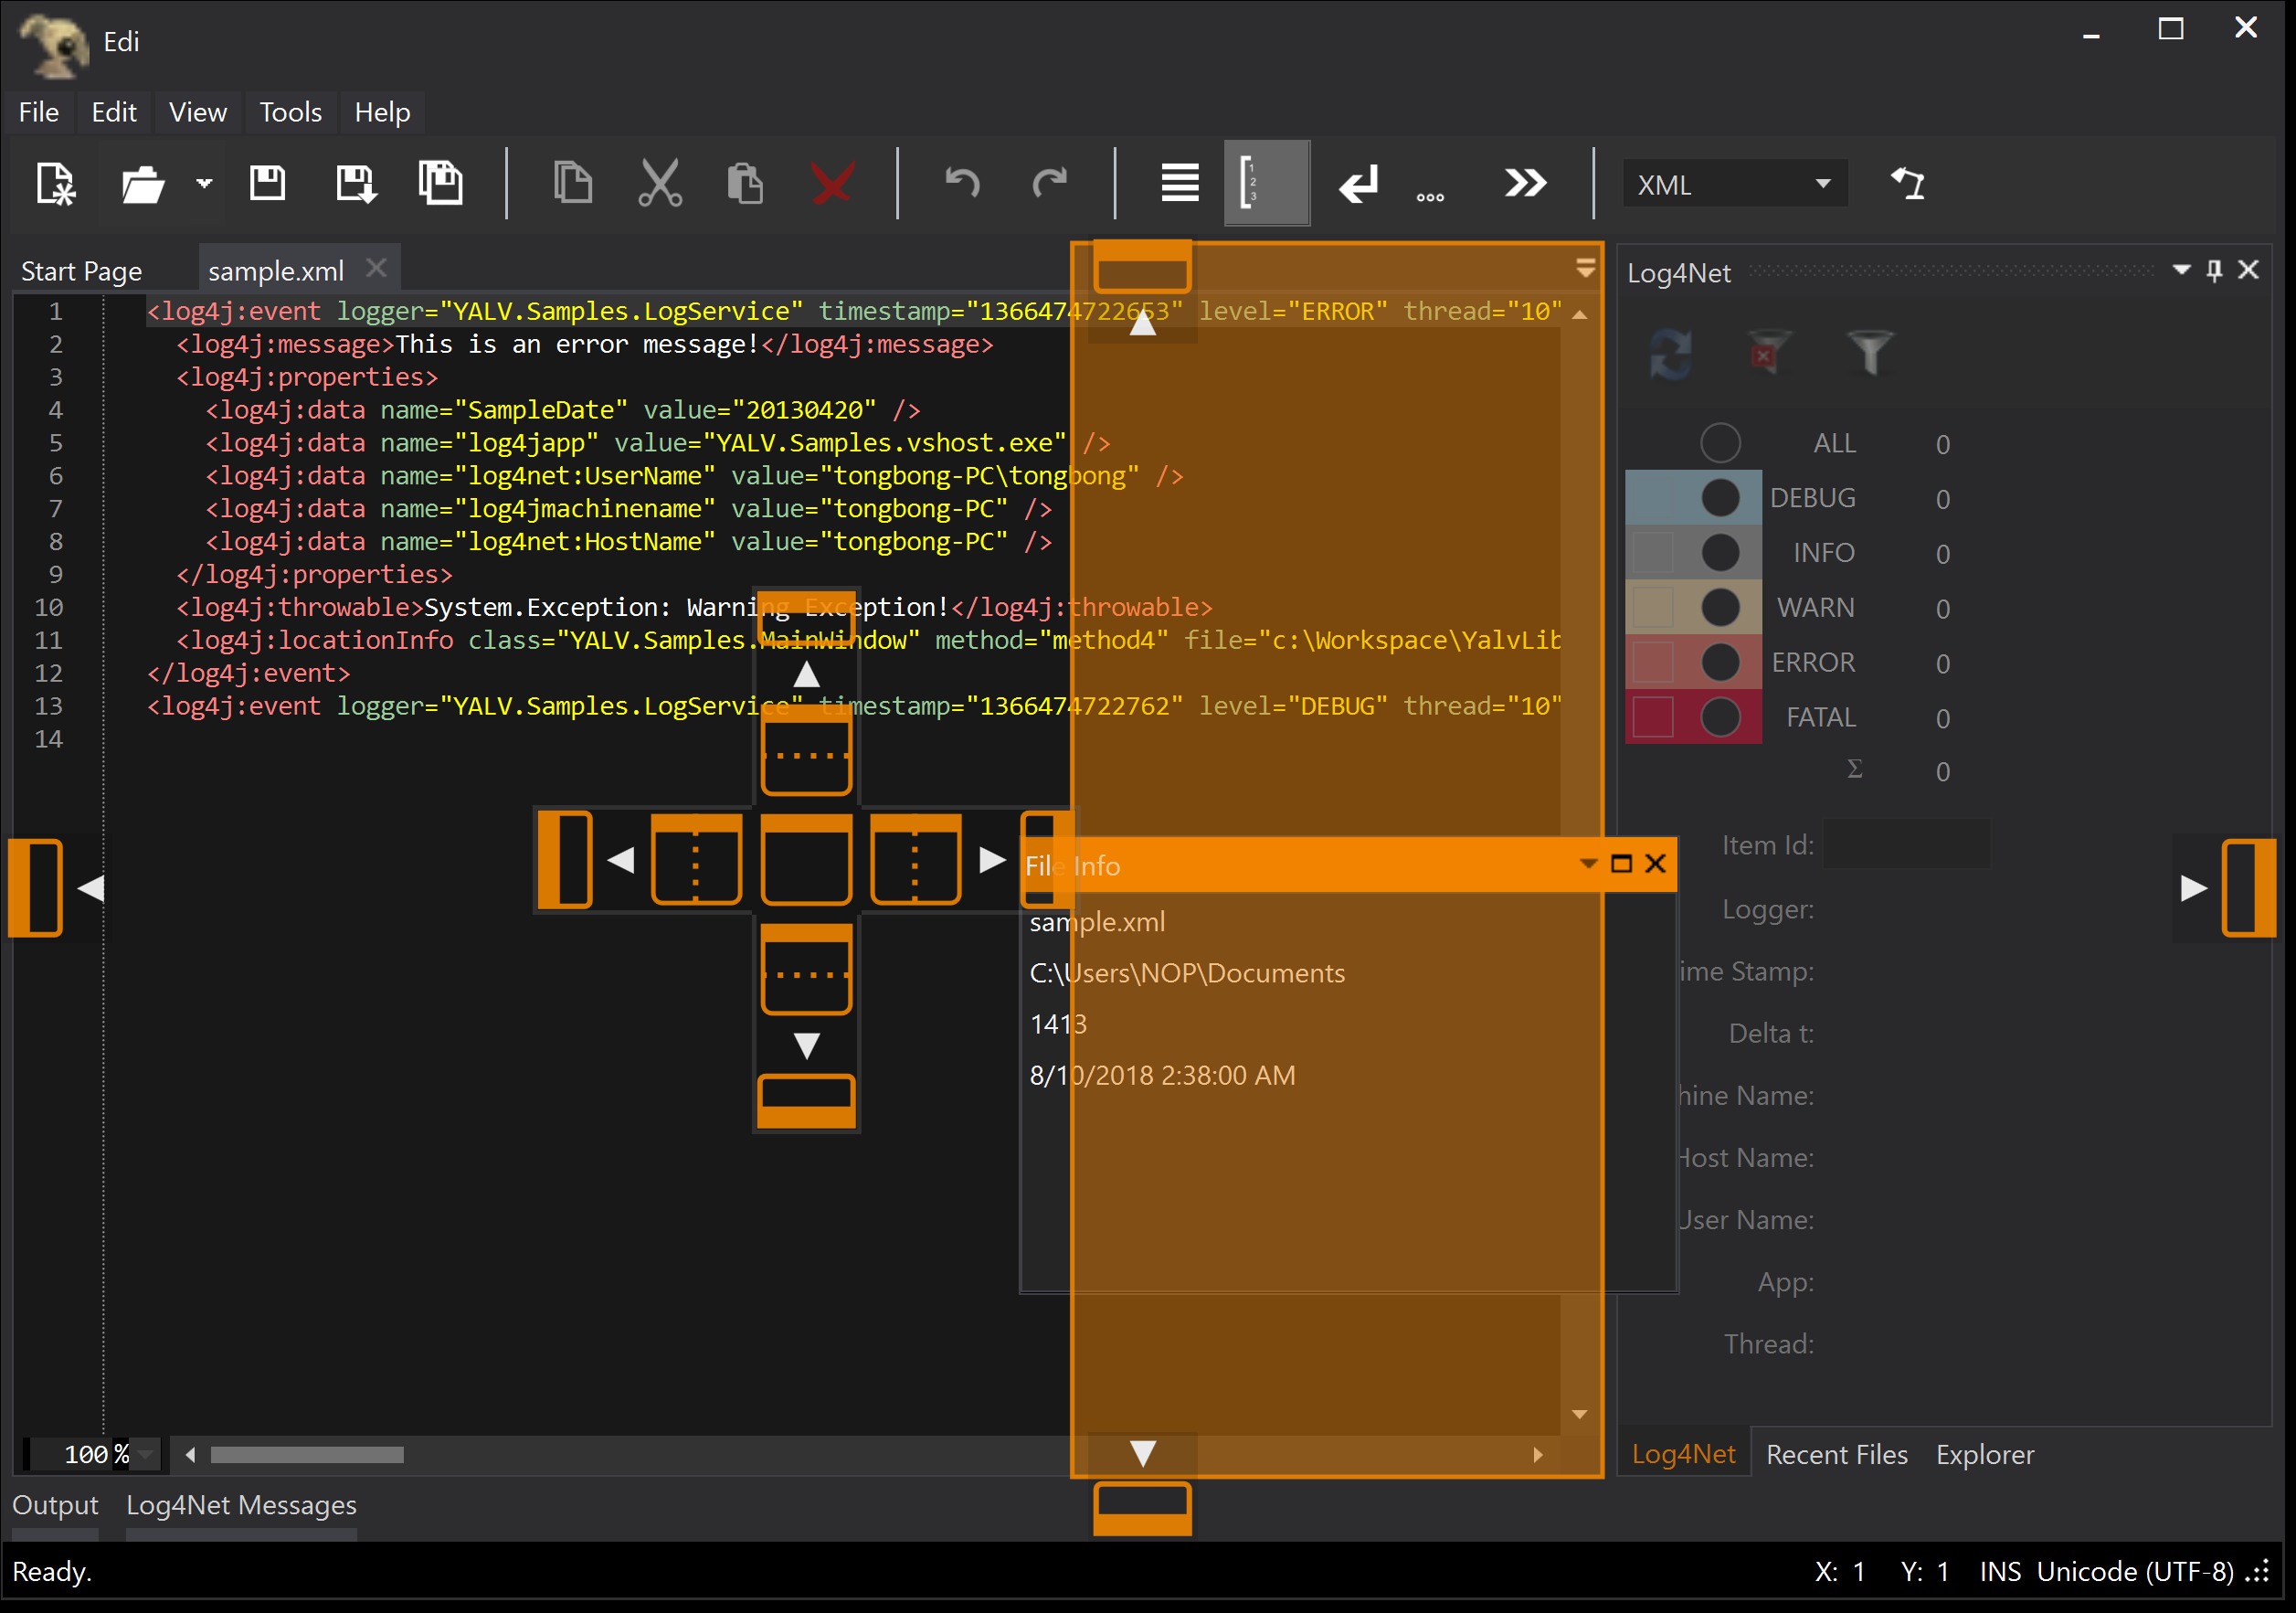 Edi
File Edit View Tools Help
XML
Start Page sample.xml
1 <log4j:event logger="YALV.Samples.LogService" timestamp="1366474722653" level="ERROR" thread="10"
2 <log4j:message>This is an error message!</log4j:message>
3 <log4j:properties>
4 <log4j:data name="SampleDate" value="20130420" />
5 <log4j:data name="log4japp" value="YALV.Samples.vshost.exe" />
6 <log4j:data name="log4net:UserName" value="tongbong-PC\tongbong" />
7 <log4j:data name="log4jmachinename" value="tongbong-PC" />
8 <log4j:data name="log4net:HostName" value="tongbong-PC" />
9 </log4j:properties>
10 <log4j:throwable>System.Exception: Warning Exception!</log4j:throwable>
11 <log4j:locationInfo class="YALV.Samples.MainWindow" method="method4" file="c:\Workspace\YalvLib
12 </log4j:event>
13 <log4j:event logger="YALV.Samples.LogService" timestamp="1366474722762" level="DEBUG" thread="10"
14
File Info
sample.xml
C:\Users\NOP\Documents
1413
8/10/2018 2:38:00 AM
100 %
Log4Net
ALL 0
DEBUG 0
INFO 0
WARN 0
ERROR 0
FATAL 0
Σ 0
Item Id:
Logger:
ime Stamp:
Delta t:
hine Name:
Host Name:
User Name:
App:
Thread:
Log4Net Recent Files Explorer
Output Log4Net Messages
Ready.
X: 1 Y: 1 INS Unicode (UTF-8)